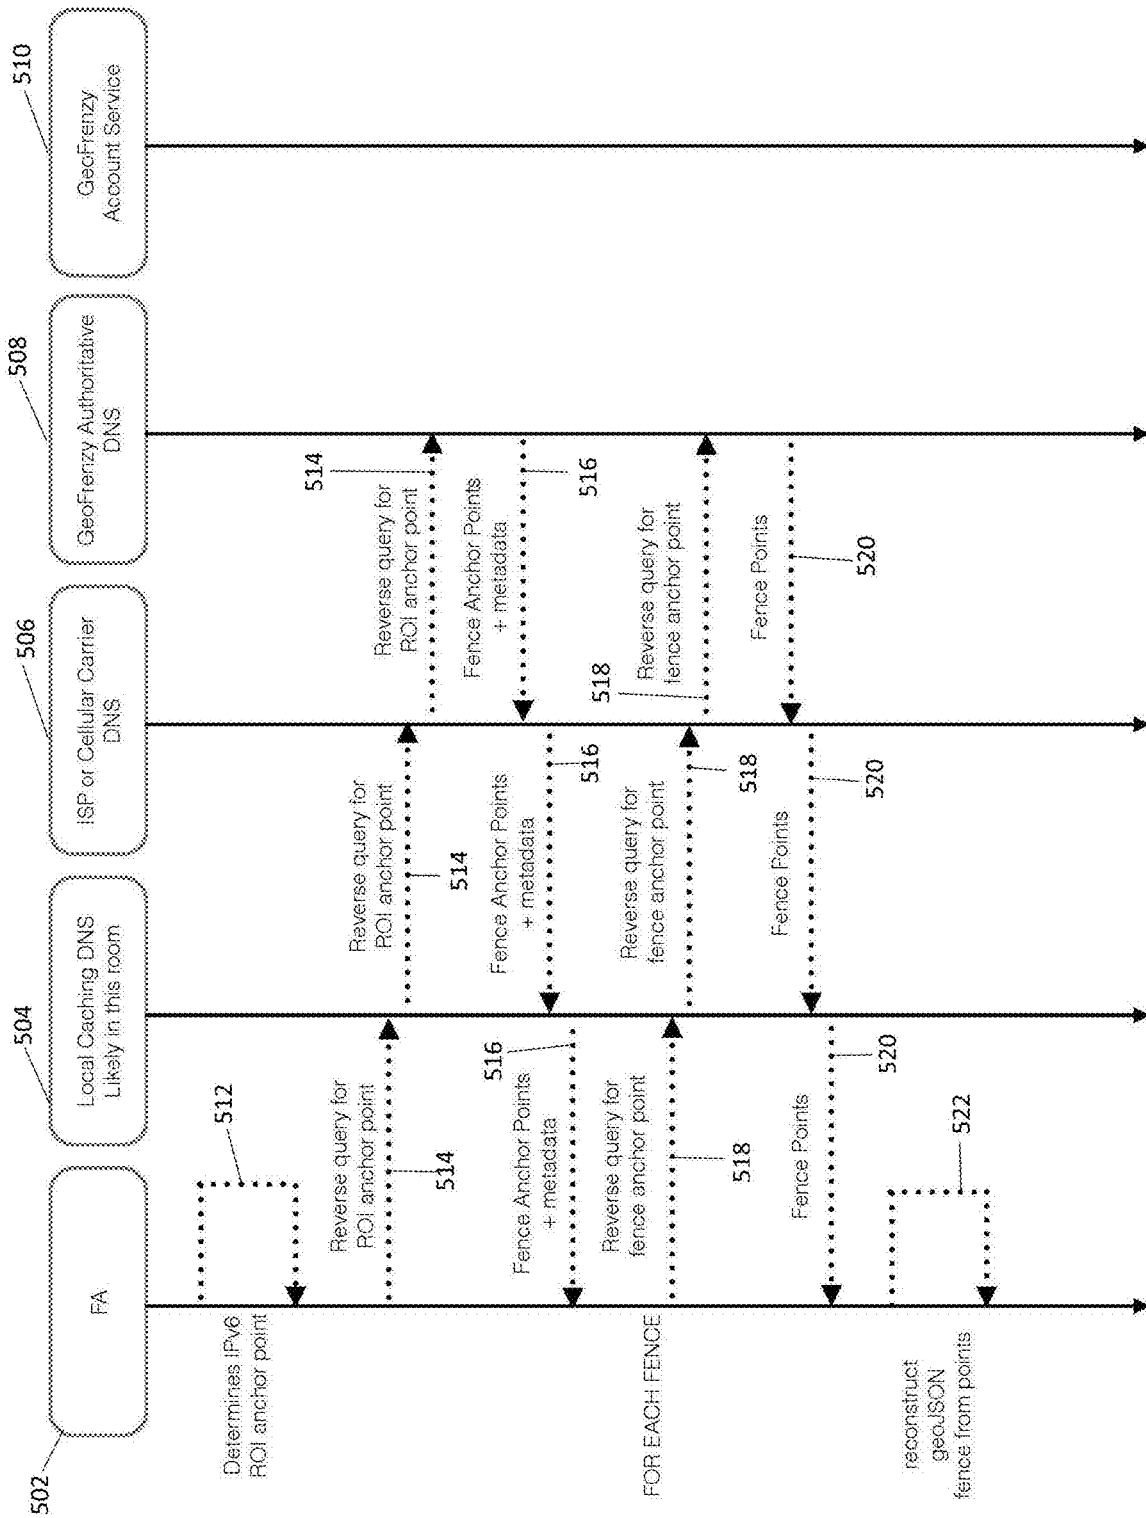 502
FA
504
Local Caching DNS
Likely in this room
506
ISP or Cellular Carrier
DNS
508
GeoFrenzy Authoritative
DNS
510
GeoFrenzy
Account Service
Determines IPv6
ROI anchor point
512
Reverse query for
ROI anchor point
514
Reverse query for
ROI anchor point
514
Reverse query for
ROI anchor point
514
Fence Anchor Points
+ metadata
516
Fence Anchor Points
+ metadata
516
Fence Anchor Points
+ metadata
516
FOR EACH FENCE
Reverse query for
fence anchor point
518
Reverse query for
fence anchor point
518
Reverse query for
fence anchor point
518
Fence Points
520
Fence Points
520
Fence Points
520
reconstruct
geoJSON
fence from points
522